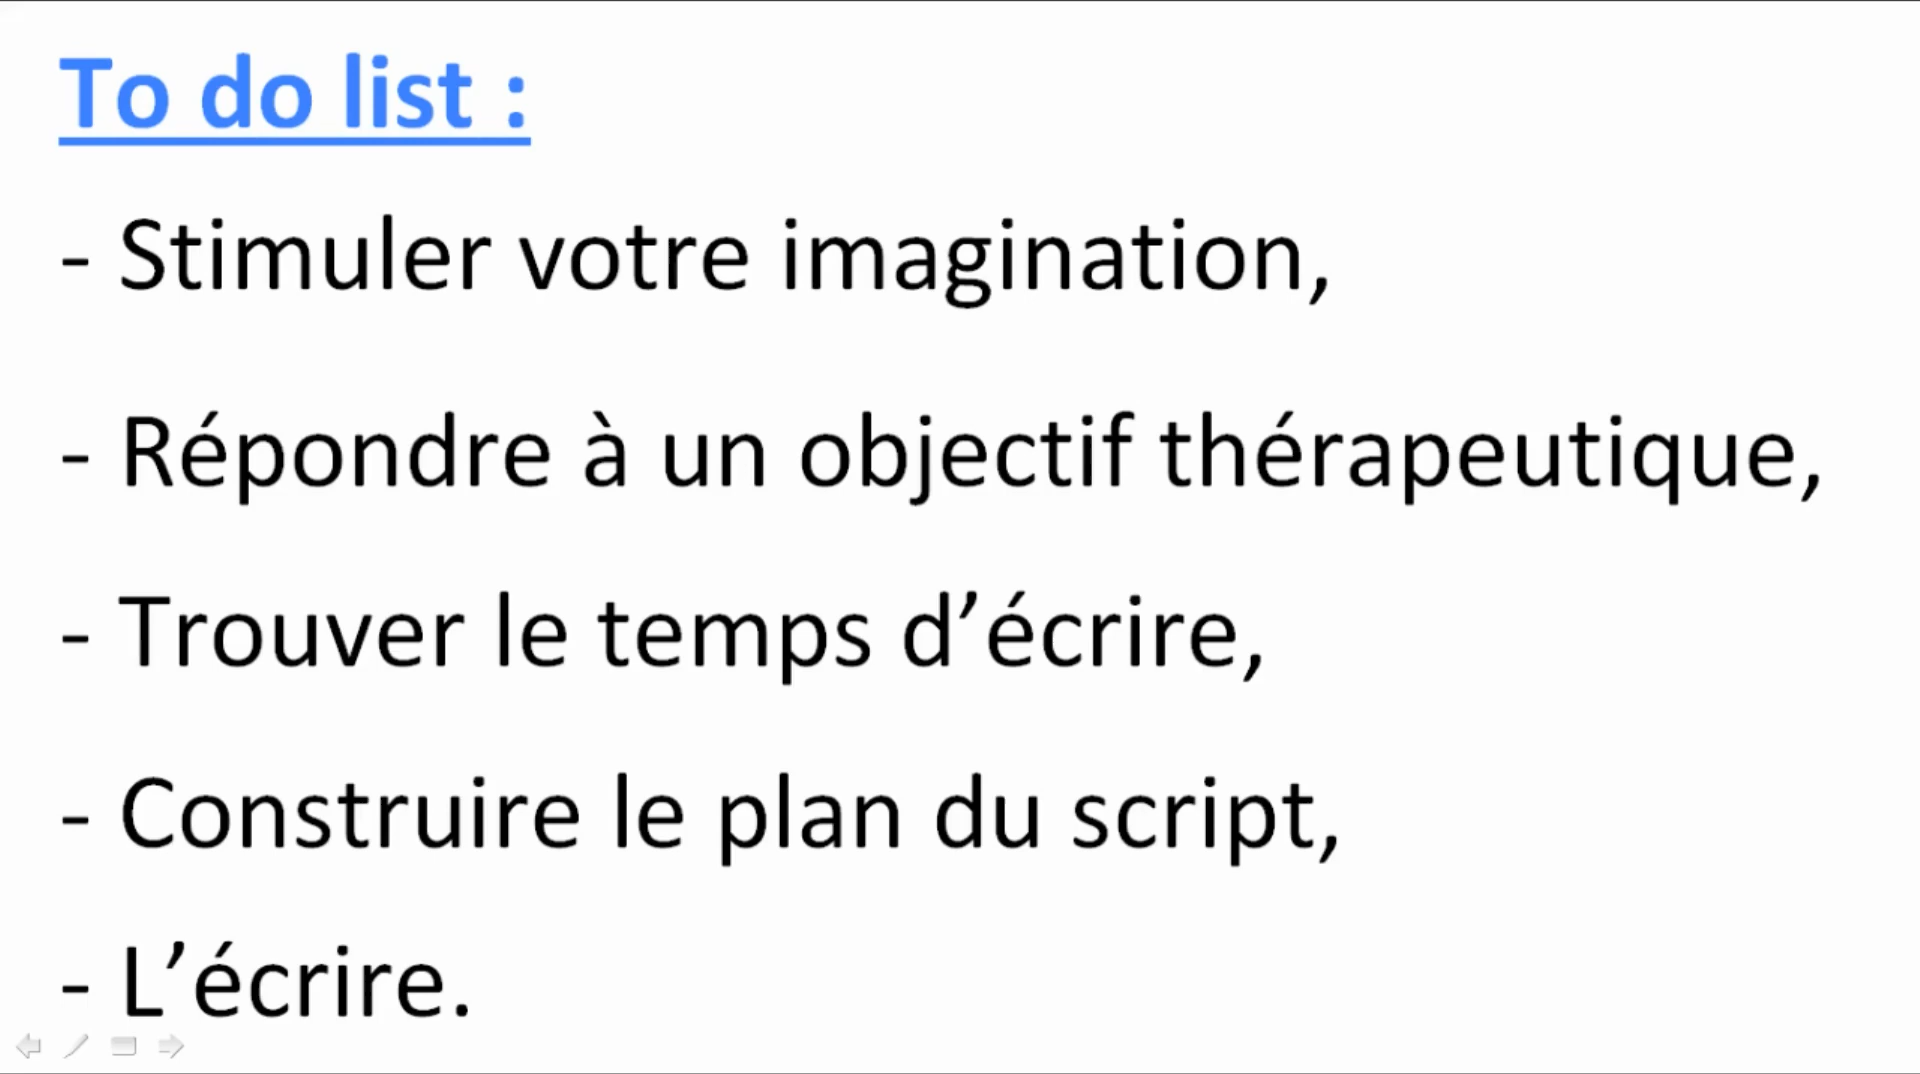 To do list :
- Stimuler votre imagination,
- Répondre à un objectif thérapeutique,
- Trouver le temps d’écrire,
- Construire le plan du script,
- L’écrire.